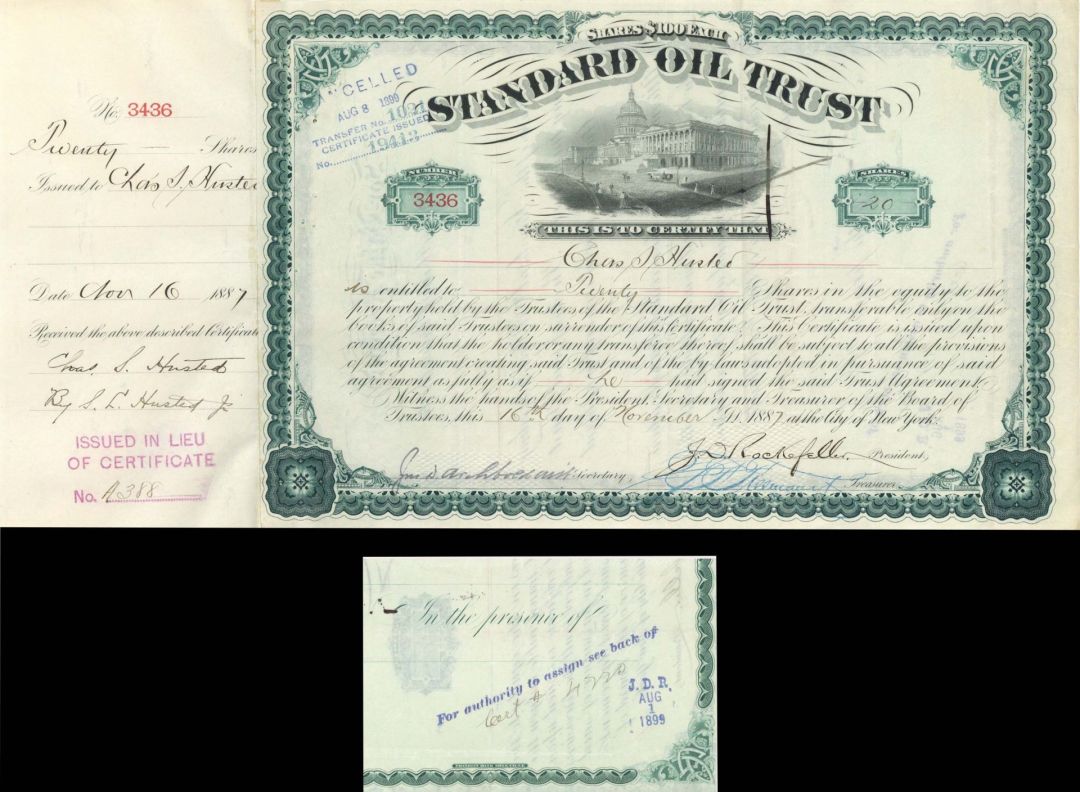 No. 3436
Twenty Shares
Issued to Chas S. Husted
Date Nov 16 1887
Received the above described Certificate
Chas. S. Husted
By S. L. Husted Jr
ISSUED IN LIEU
OF CERTIFICATE
No. A388
SHARES $100 EACH
STANDARD OIL TRUST
CELLED
AUG 8 1899
TRANSFER No.
CERTIFICATE ISSUED
No.
NUMBER
3436
SHARES
20
THIS IS TO CERTIFY THAT
Chas S Husted
is entitled to Twenty Shares in the equity to the
property held by the Trustees of the Standard Oil Trust, transferable only on the
books of said Trustees on surrender of this Certificate. This Certificate is issued upon
condition that the holder or any transferee thereof shall be subject to all the provisions
of the agreement creating said Trust and of the by-laws adopted in pursuance of said
agreement as fully as if he had signed the said Trust Agreement.
Witness the hands of the President, Secretary and Treasurer of the Board of
Trustees, this 16th day of November A.D. 1887 at the City of New York.
J. D. Rockefeller President,
Jno. D. Archbold Secretary, Treasurer.
In the presence of
For authority to assign see back of
Cert # 4220
J. D. R.
AUG
1
1899